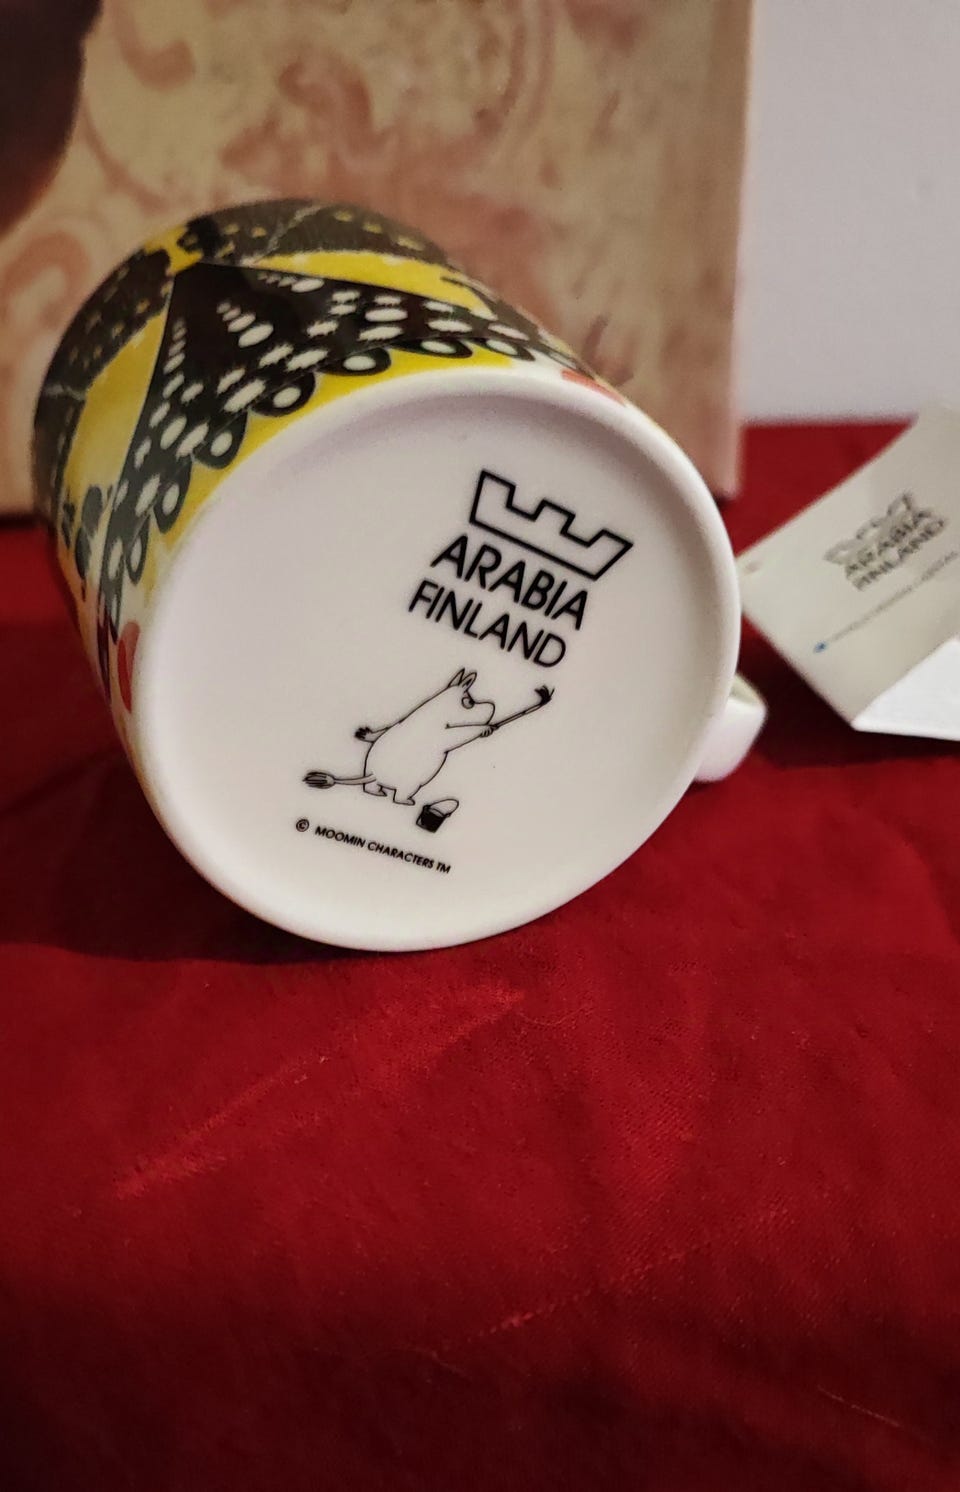 ARABIA
FINLAND
© MOOMIN CHARACTERS TM
ARABIA
FINLAND